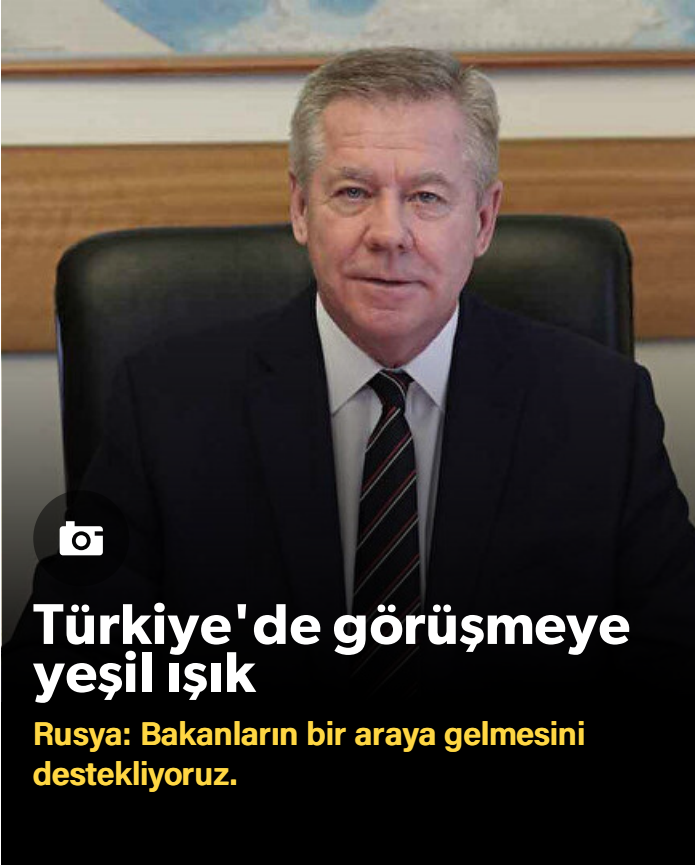 Türkiye'de görüşmeye
yeşil ışık
Rusya: Bakanların bir araya gelmesini
destekliyoruz.